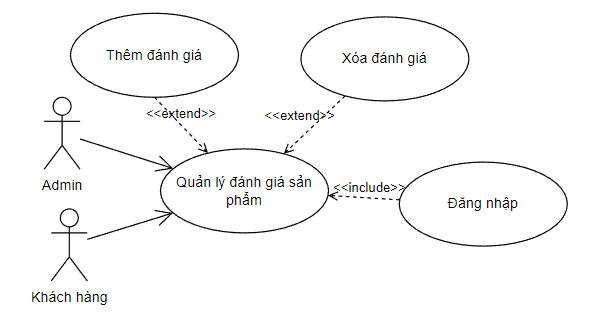 Thêm đánh giá
Xóa đánh giá
<<extend>>
<<extend>>
Admin
Quản lý đánh giá sản
phẩm
<<include>>
Đăng nhập
Khách hàng